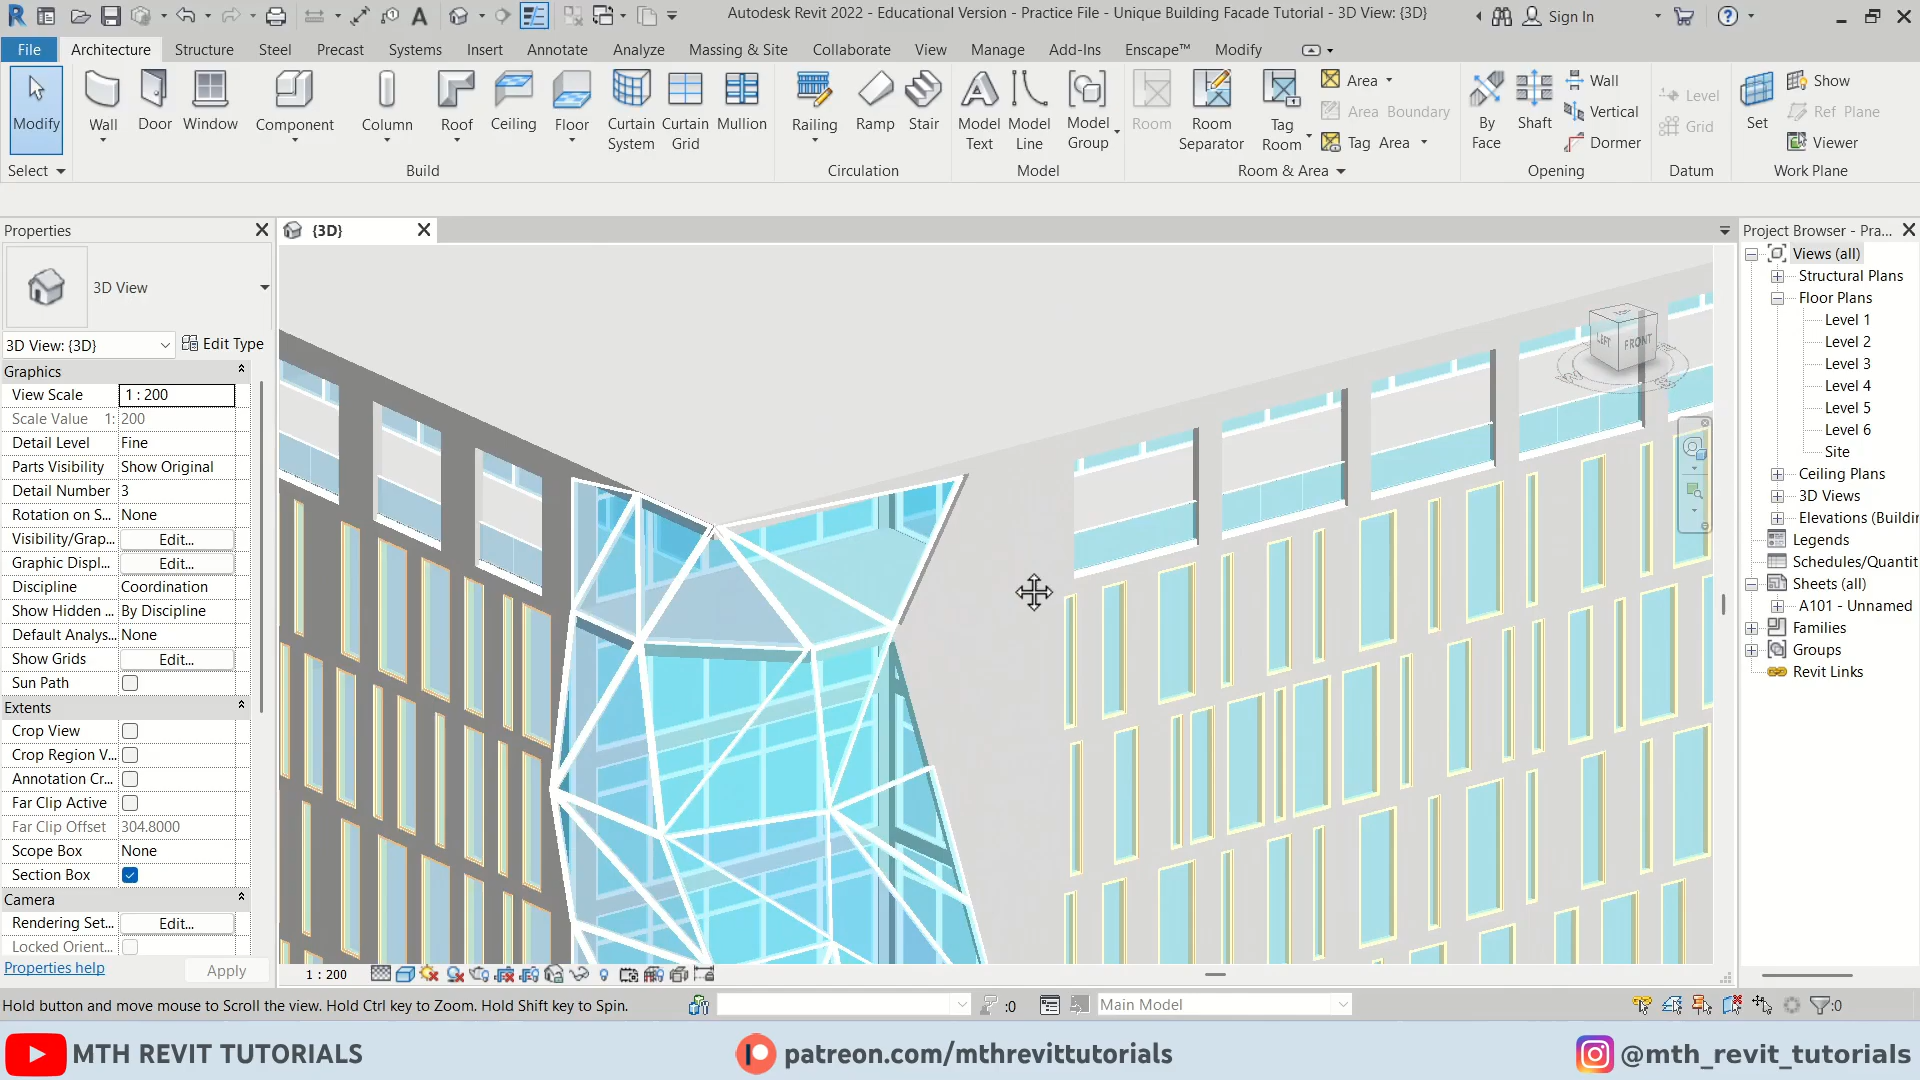 Autodesk Revit 2022 - Educational Version - Practice File - Unique Building Facade Tutorial - 3D View: {3D}
Sign In
File Architecture Structure Steel Precast Systems Insert Annotate Analyze Massing & Site Collaborate View Manage Add-Ins Enscape™ Modify
Modify
Wall Door Window Component Column Roof Ceiling Floor Curtain System Curtain Grid Mullion
Railing Ramp Stair
Model Text Model Line Model Group
Room Room Separator Tag Room
Area
Area Boundary
Tag Area
By Face Shaft
Wall
Vertical
Dormer
Level
Grid
Set
Show
Ref Plane
Viewer
Select Build Circulation Model Room & Area Opening Datum Work Plane
Properties
{3D}
Project Browser - Pra...
3D View
3D View: {3D}
Edit Type
Graphics
View Scale 1 : 200
Scale Value 1: 200
Detail Level Fine
Parts Visibility Show Original
Detail Number 3
Rotation on S... None
Visibility/Grap... Edit...
Graphic Displ... Edit...
Discipline Coordination
Show Hidden ... By Discipline
Default Analys... None
Show Grids Edit...
Sun Path
Extents
Crop View
Crop Region V...
Annotation Cr...
Far Clip Active
Far Clip Offset 304.8000
Scope Box None
Section Box
Camera
Rendering Set... Edit...
Locked Orient...
Properties help
Apply
LEFT
FRONT
Views (all)
Structural Plans
Floor Plans
Level 1
Level 2
Level 3
Level 4
Level 5
Level 6
Site
Ceiling Plans
3D Views
Elevations (Buildin
Legends
Schedules/Quantit
Sheets (all)
A101 - Unnamed
Families
Groups
Revit Links
1 : 200
Hold button and move mouse to Scroll the view. Hold Ctrl key to Zoom. Hold Shift key to Spin.
:0
Main Model
:0
MTH REVIT TUTORIALS
patreon.com/mthrevittutorials
@mth_revit_tutorials